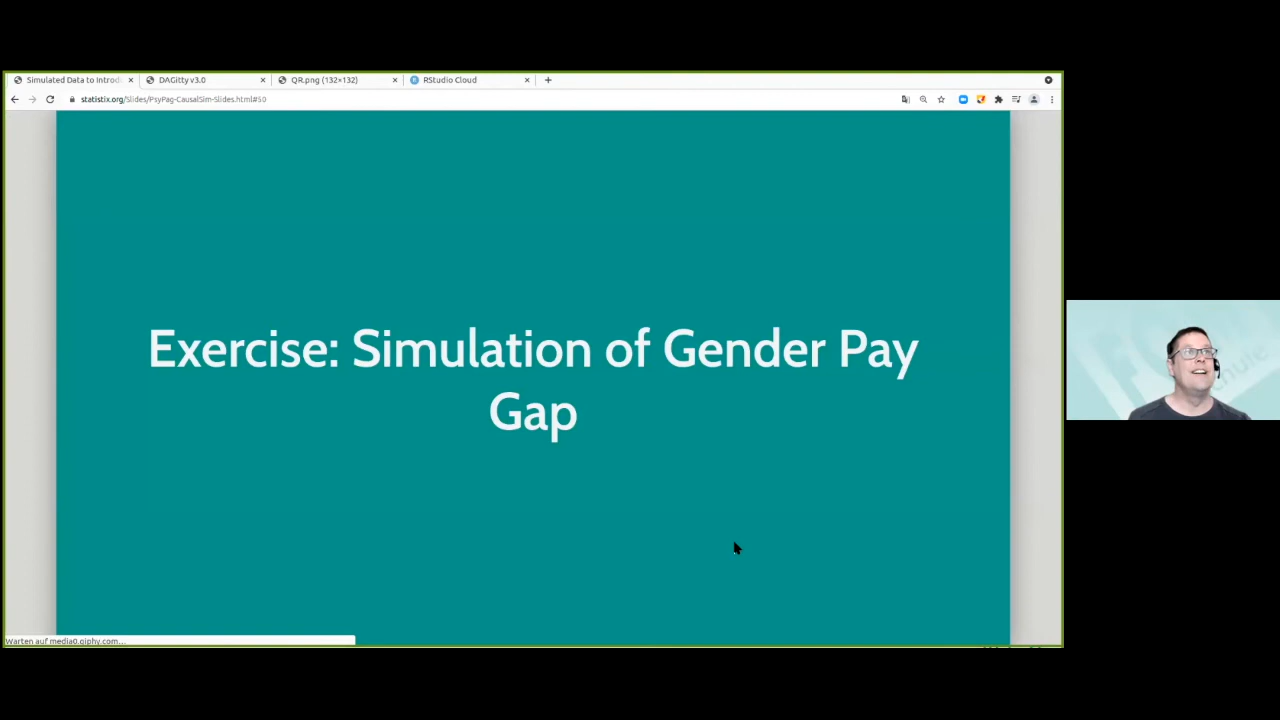 Simulated Data to Introd
DAGitty v3.0
QR.png (132×132)
RStudio Cloud
statistix.org/Slides/PsyPag-CausalSim-Slides.html#50
Exercise: Simulation of Gender Pay
Gap
Warten auf media0.giphy.com...